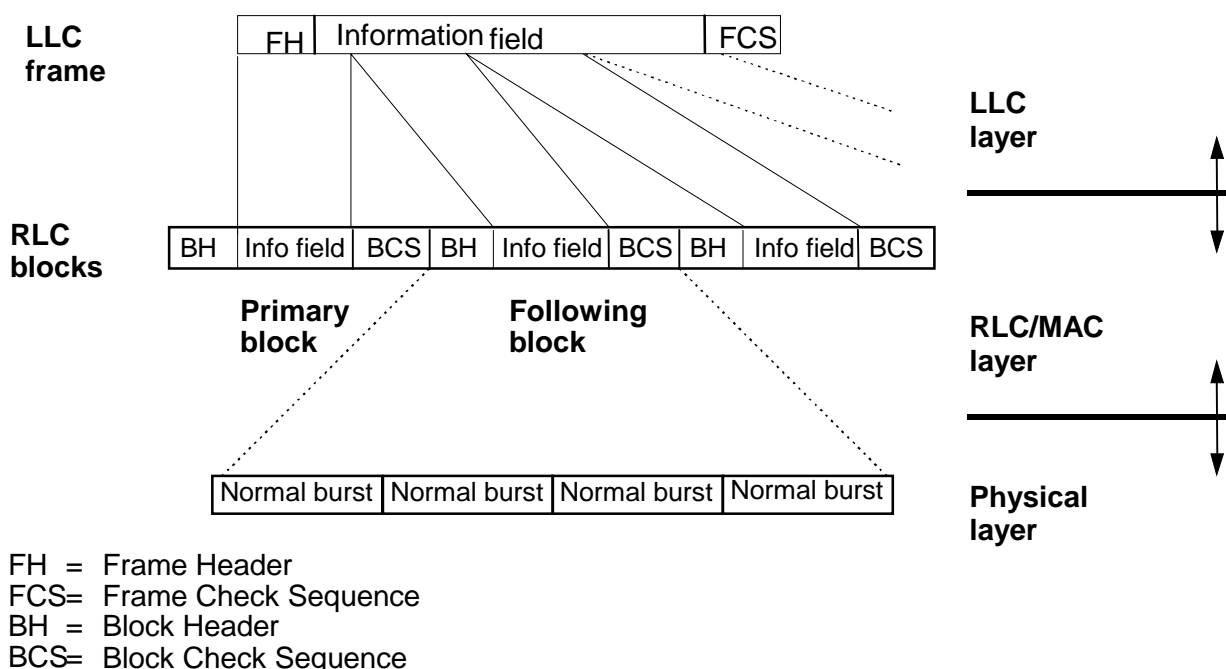 LLC
frame
FH Information field FCS
LLC
layer
RLC
blocks
BH Info field BCS BH Info field BCS BH Info field BCS
Primary
block
Following
block
RLC/MAC
layer
Normal burst Normal burst Normal burst Normal burst
Physical
layer
FH = Frame Header
FCS= Frame Check Sequence
BH = Block Header
BCS= Block Check Sequence